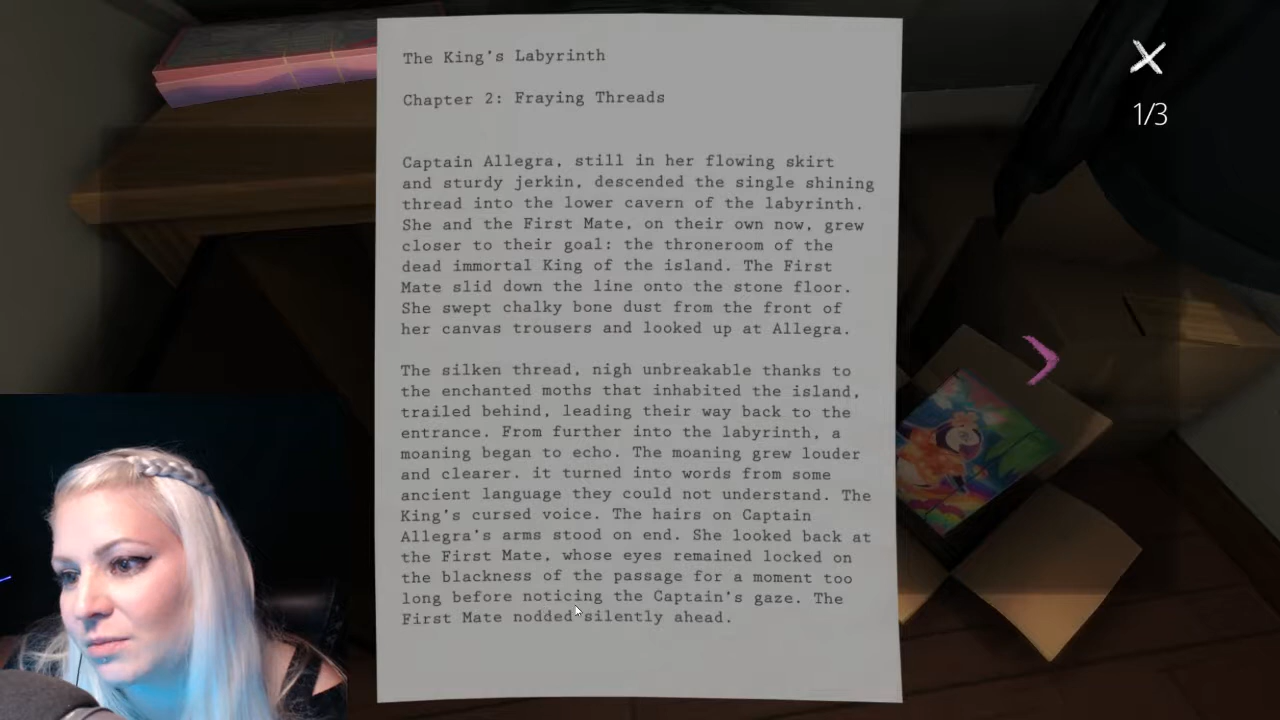 The King's Labyrinth
Chapter 2: Fraying Threads
Captain Allegra, still in her flowing skirt
and sturdy jerkin, descended the single shining
thread into the lower cavern of the labyrinth.
She and the First Mate, on their own now, grew
closer to their goal: the throneroom of the
dead immortal King of the island. The First
Mate slid down the line onto the stone floor.
She swept chalky bone dust from the front of
her canvas trousers and looked up at Allegra.
The silken thread, nigh unbreakable thanks to
the enchanted moths that inhabited the island,
trailed behind, leading their way back to the
entrance. From further into the labyrinth, a
moaning began to echo. The moaning grew louder
and clearer. it turned into words from some
ancient language they could not understand. The
King's cursed voice. The hairs on Captain
Allegra's arms stood on end. She looked back at
the First Mate, whose eyes remained locked on
the blackness of the passage for a moment too
long before noticing the Captain's gaze. The
First Mate nodded silently ahead.
1/3